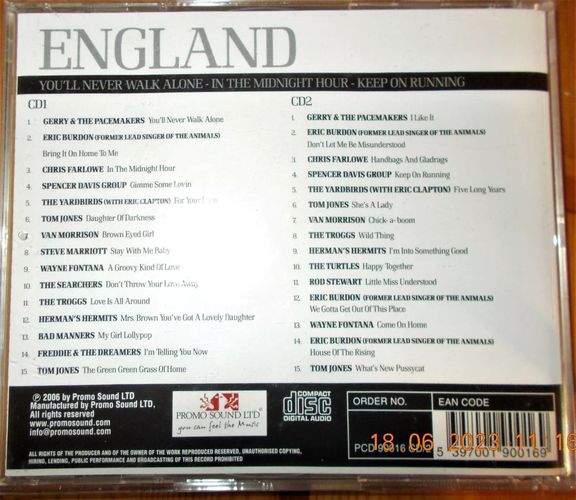 ENGLAND
YOU'LL NEVER WALK ALONE - IN THE MIDNIGHT HOUR - KEEP ON RUNNING
CD1
1. GERRY & THE PACEMAKERS You'll Never Walk Alone
2. ERIC BURDON (FORMER LEAD SINGER OF THE ANIMALS)
Bring It On Home To Me
3. CHRIS FARLOWE In The Midnight Hour
4. SPENCER DAVIS GROUP Gimme Some Lovin
5. THE YARDBIRDS (WITH ERIC CLAPTON) For Your
6. TOM JONES Daughter Of Darkness
7. VAN MORRISON Brown Eyed Girl
8. STEVE MARRIOTT Stay With Me Baby
9. WAYNE FONTANA A Groovy Kind Of Love
10. THE SEARCHERS Don't Throw Your Love Away
11. THE TROGGS Love Is All Around
12. HERMAN'S HERMITS Mrs. Brown You've Got A Lovely Daughter
13. BAD MANNERS My Girl Lollypop
14. FREDDIE & THE DREAMERS I'm Telling You Now
15. TOM JONES The Green Green Grass Of Home
CD2
1. GERRY & THE PACEMAKERS I Like It
2. ERIC BURDON (FORMER LEAD SINGER OF THE ANIMALS)
Don't Let Me Be Misunderstood
3. CHRIS FARLOWE Handbags And Gladrags
4. SPENCER DAVIS GROUP Keep On Running
5. THE YARDBIRDS (WITH ERIC CLAPTON) Five Long Years
6. TOM JONES She's A Lady
7. VAN MORRISON Chick-a-boom
8. THE TROGGS Wild Thing
9. HERMAN'S HERMITS I'm Into Something Good
10. THE TURTLES Happy Together
11. ROD STEWART Little Miss Understood
12. ERIC BURDON (FORMER LEAD SINGER OF THE ANIMALS)
We Gotta Get Out Of This Place
13. WAYNE FONTANA Come On Home
14. ERIC BURDON (FORMER LEAD SINGER OF THE ANIMALS)
House Of The Rising
15. TOM JONES What's New Pussycat
℗ 2006 by Promo Sound LTD
Manufactured by Promo Sound LTD,
All rights reserved.
www.promosound.com
info@promosound.com
PROMO SOUND LTD
you can feel the Music
COMPACT
disc
DIGITAL AUDIO
ORDER NO.
EAN CODE
PCD 90016 CD/2
5 397001 900169
18 06 2023 11:16
ALL RIGHTS OF THE PRODUCER AND OF THE OWNER OF THE WORK REPRODUCED RESERVED, UNAUTHORISED COPYING,
HIRING, LENDING, PUBLIC PERFORMANCE AND BROADCASTING OF THIS RECORD PROHIBITED